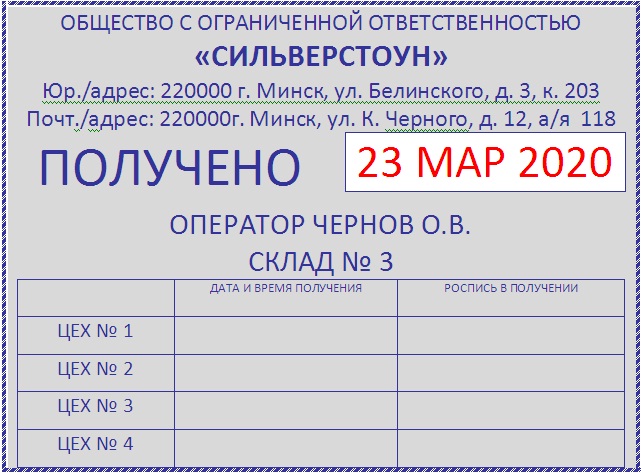 ОБЩЕСТВО С ОГРАНИЧЕННОЙ ОТВЕТСТВЕННОСТЬЮ
«СИЛЬВЕРСТОУН»
Юр./адрес: 220000 г. Минск, ул. Белинского, д. 3, к. 203
Почт./адрес: 220000г. Минск, ул. К. Черного, д. 12, а/я  118
ПОЛУЧЕНО 23 МАР 2020
ОПЕРАТОР ЧЕРНОВ О.В.
СКЛАД № 3
ДАТА И ВРЕМЯ ПОЛУЧЕНИЯ РОСПИСЬ В ПОЛУЧЕНИИ
ЦЕХ № 1
ЦЕХ № 2
ЦЕХ № 3
ЦЕХ № 4